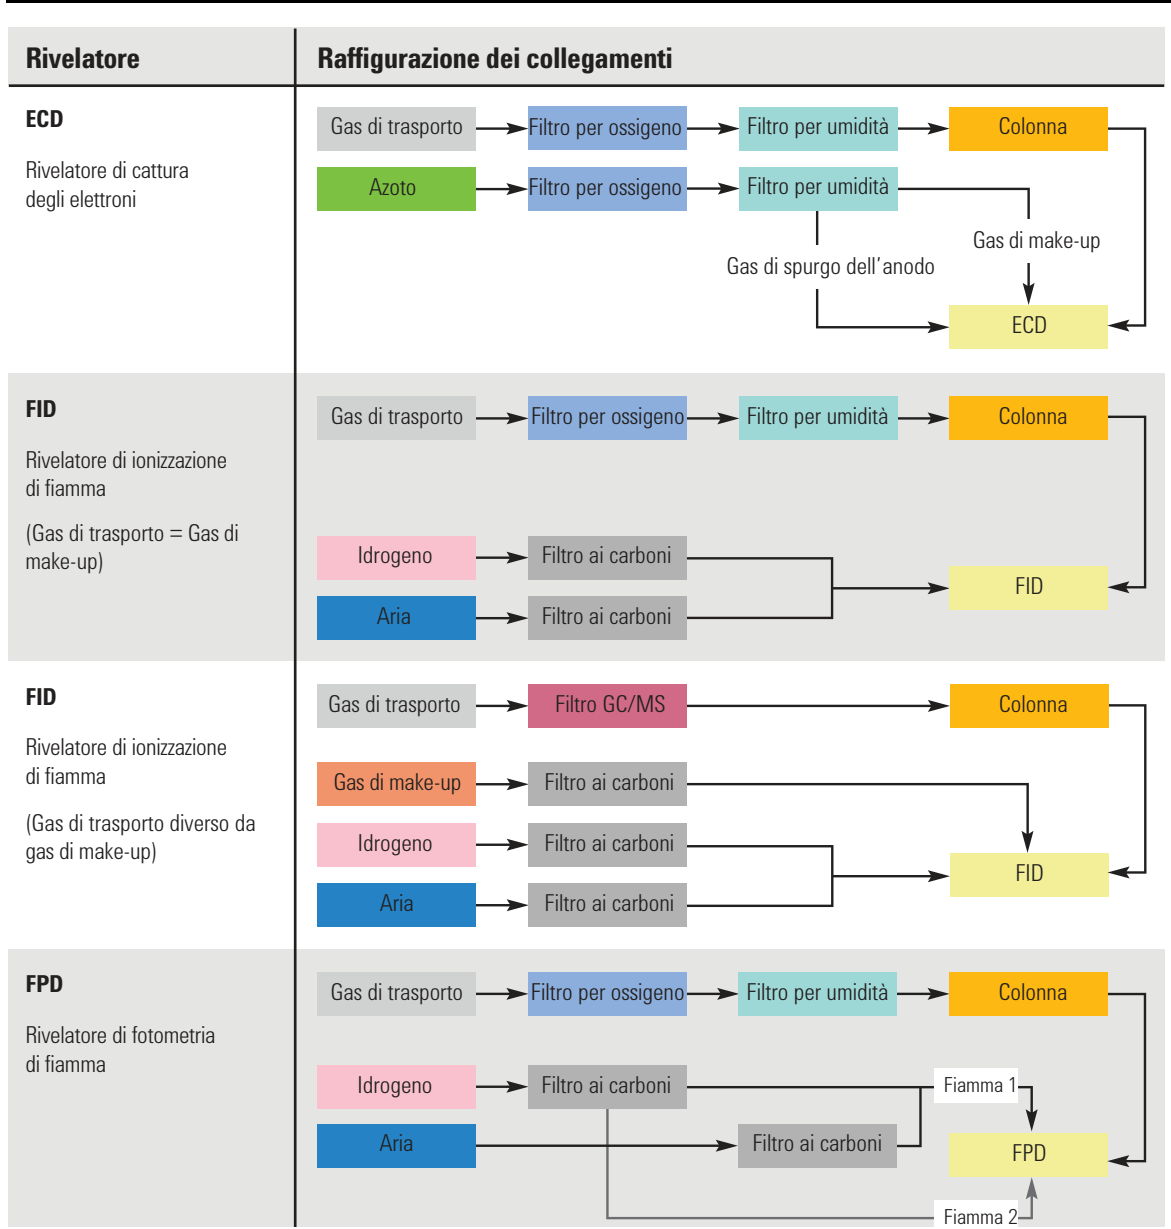 Rivelatore
Raffigurazione dei collegamenti
ECD
Rivelatore di cattura
degli elettroni
Gas di trasporto
Filtro per ossigeno
Filtro per umidità
Colonna
Azoto
Filtro per ossigeno
Filtro per umidità
Gas di make-up
Gas di spurgo dell'anodo
ECD
FID
Rivelatore di ionizzazione
di fiamma
(Gas di trasporto = Gas di
make-up)
Gas di trasporto
Filtro per ossigeno
Filtro per umidità
Colonna
Idrogeno
Filtro ai carboni
FID
Aria
Filtro ai carboni
FID
Rivelatore di ionizzazione
di fiamma
(Gas di trasporto diverso da
gas di make-up)
Gas di trasporto
Filtro GC/MS
Colonna
Gas di make-up
Filtro ai carboni
Idrogeno
Filtro ai carboni
FID
Aria
Filtro ai carboni
FPD
Rivelatore di fotometria
di fiamma
Gas di trasporto
Filtro per ossigeno
Filtro per umidità
Colonna
Idrogeno
Filtro ai carboni
Fiamma 1
Aria
Filtro ai carboni
FPD
Fiamma 2